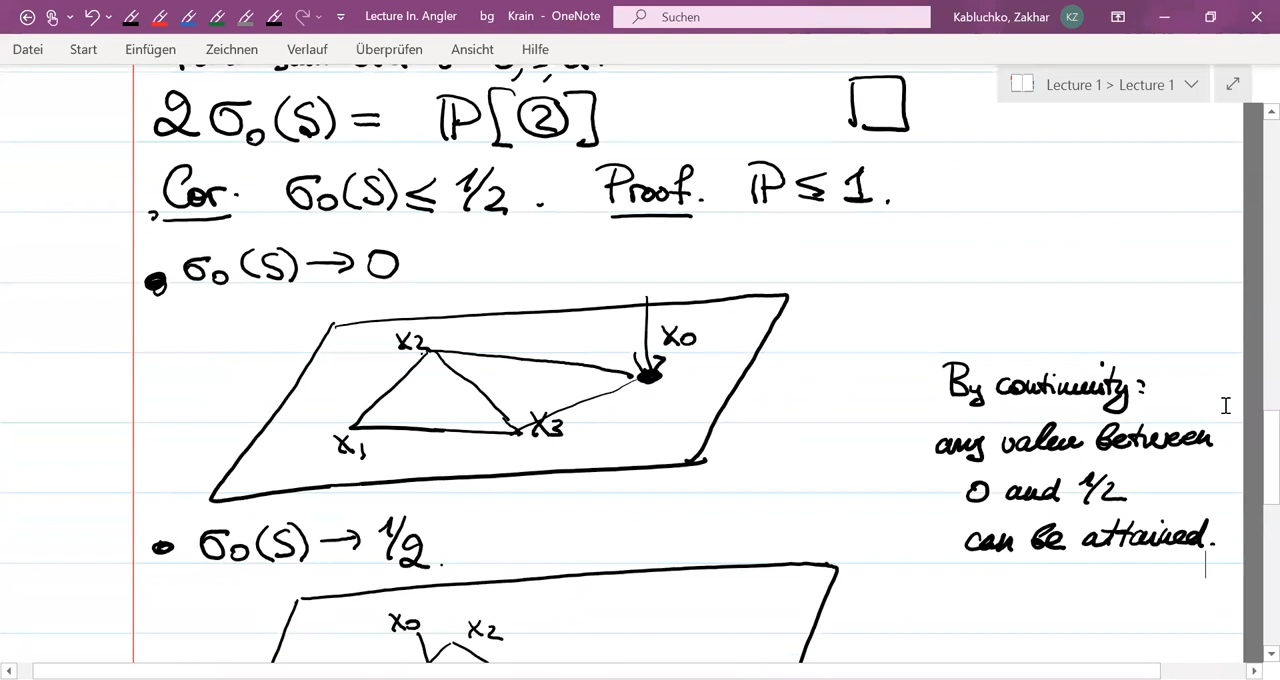 Lecture In. Angler bg Krain - OneNote
Suchen
Kabluchko, Zakhar
KZ
Datei Start Einfügen Zeichnen Verlauf Überprüfen Ansicht Hilfe
Lecture 1 > Lecture 1
2σ₀(S) = ℙ[②]
Cor. σ₀(S) ≤ 1/2. Proof. ℙ ≤ 1.
• σ₀(S) → 0
x₂
x₀
x₁
x₃
By continuity:
any value between
0 and 1/2
can be attained.
• σ₀(S) → 1/2.
x₀
x₂